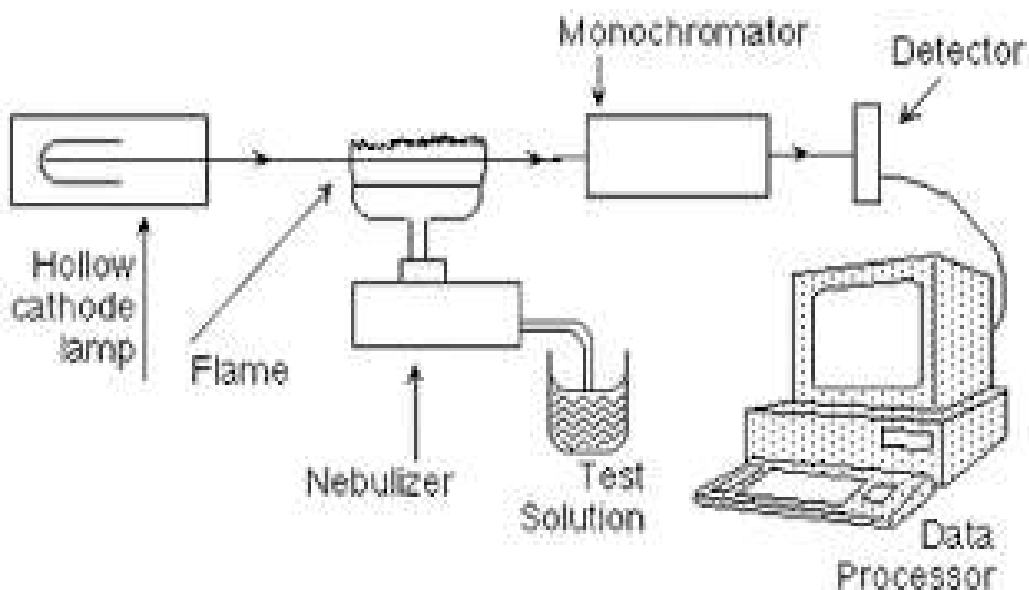 Monochromator
Detector
Hollow
cathode
lamp
Flame
Nebulizer
Test
Solution
Data
Processor